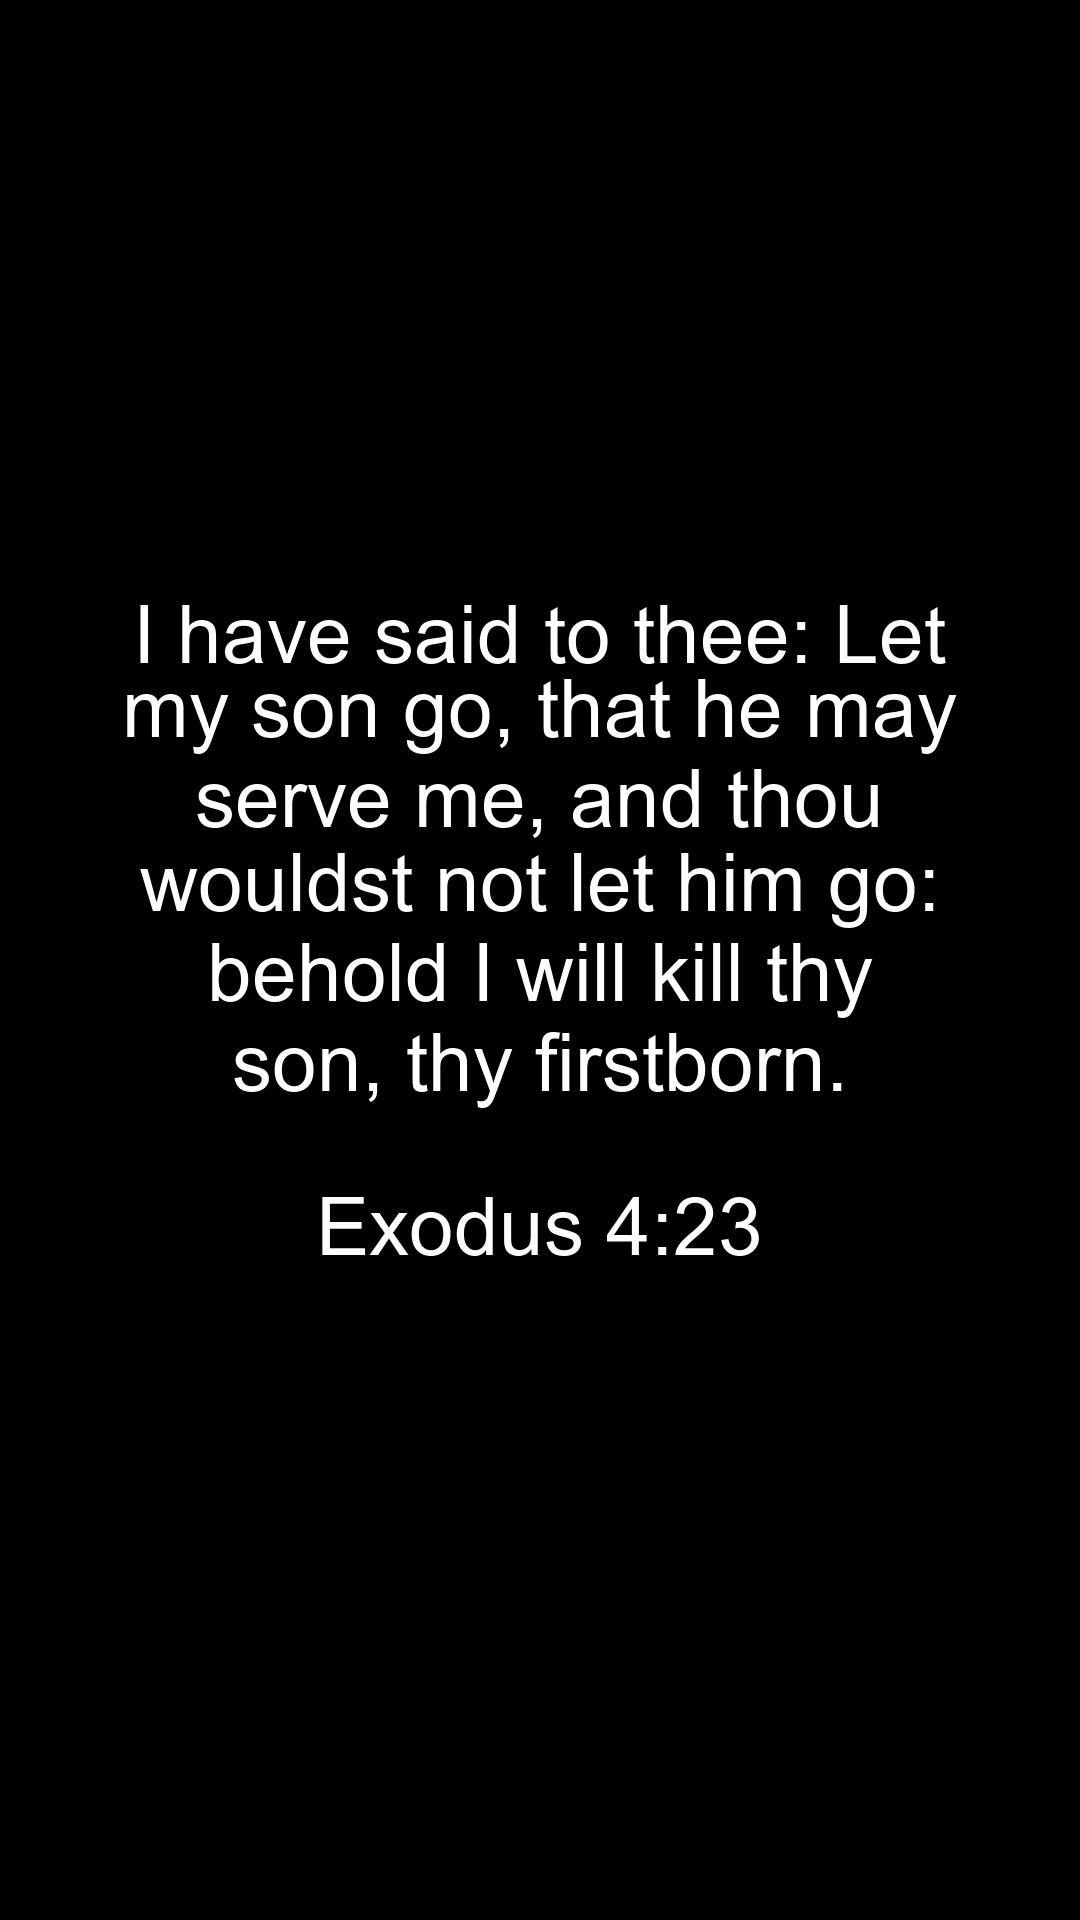 I have said to thee: Let
my son go, that he may
serve me, and thou
wouldst not let him go:
behold I will kill thy
son, thy firstborn.
Exodus 4:23